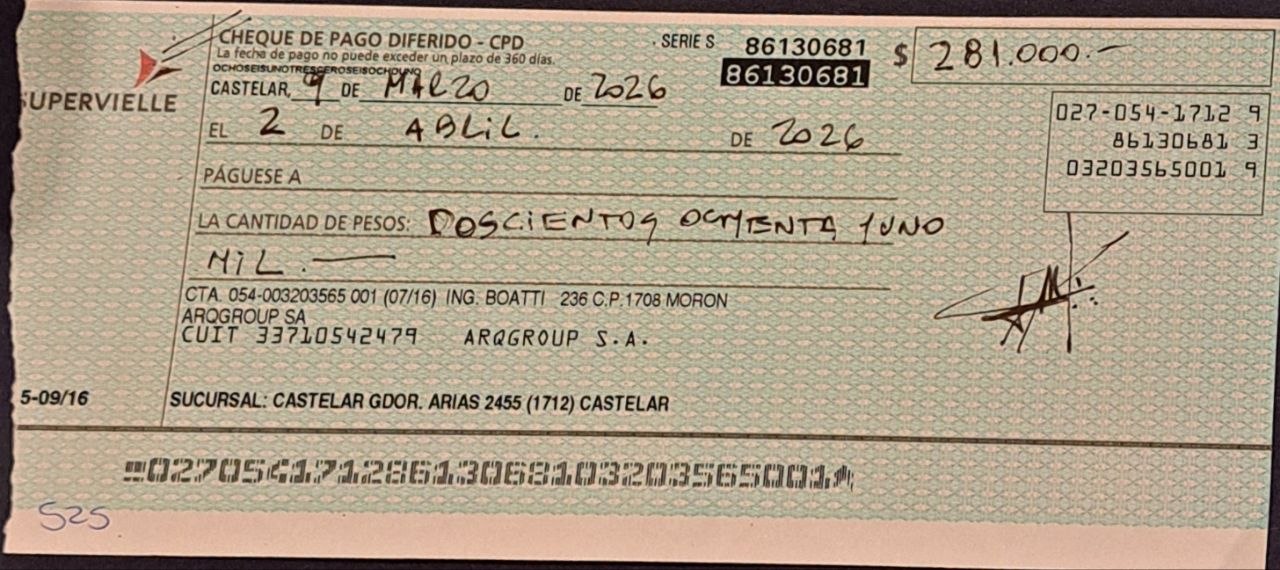 CHEQUE DE PAGO DIFERIDO - CPD
La fecha de pago no puede exceder un plazo de 360 días.
OCHOSEISUNOTRESCEROSEISOCHOUNO
SERIE S 86130681
86130681
$ 281.000.-
SUPERVIELLE
CASTELAR, 9 DE MARZO DE 2026
EL 2 DE ABRIL. DE 2026
027-054-1712 9
86130681 3
03203565001 9
PÁGUESE A
LA CANTIDAD DE PESOS: DOSCIENTOS OCHENTA Y UNO
MIL.
CTA. 054-003203565 001 (07/16) ING. BOATTI 236 C.P.1708 MORON
ARQGROUP SA
CUIT 33710542479 ARQGROUP S.A.
5-09/16
SUCURSAL: CASTELAR GDOR. ARIAS 2455 (1712) CASTELAR
02705417128613068103203565001
525